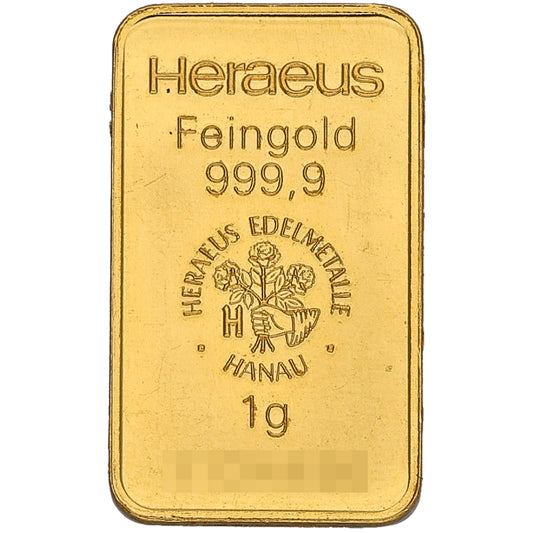 Heraeus
Feingold
999,9
HERAEUS EDELMETALLE
H
· HANAU ·
1g